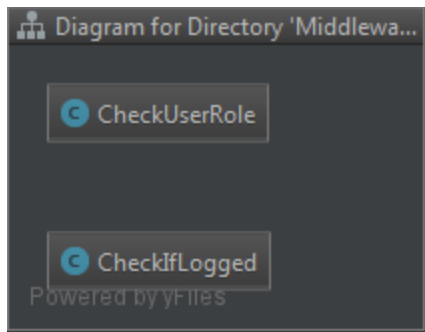 Diagram for Directory 'Middlewa...
C CheckUserRole
C CheckIfLogged
Powered by yFiles